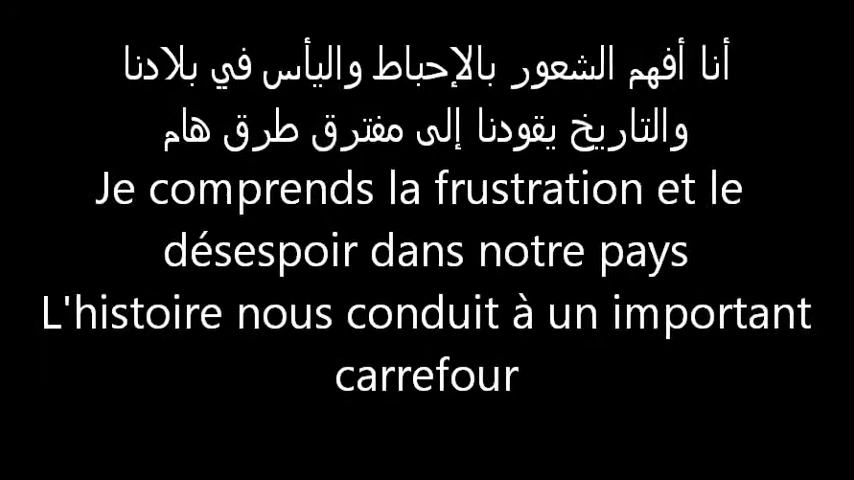 أنا أفهم الشعور بالإحباط واليأس في بلادنا
والتاريخ يقودنا إلى مفترق طرق هام
Je comprends la frustration et le
désespoir dans notre pays
L'histoire nous conduit à un important
carrefour